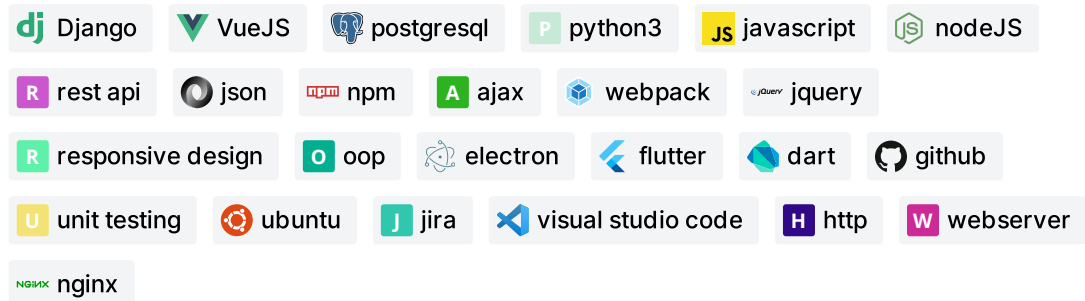 dj Django VueJS postgresql P python3 JS javascript JS nodeJS
R rest api json npm npm A ajax webpack jQuery jquery
R responsive design O oop electron flutter dart github
U unit testing ubuntu J jira visual studio code H http W webserver
NGINX nginx